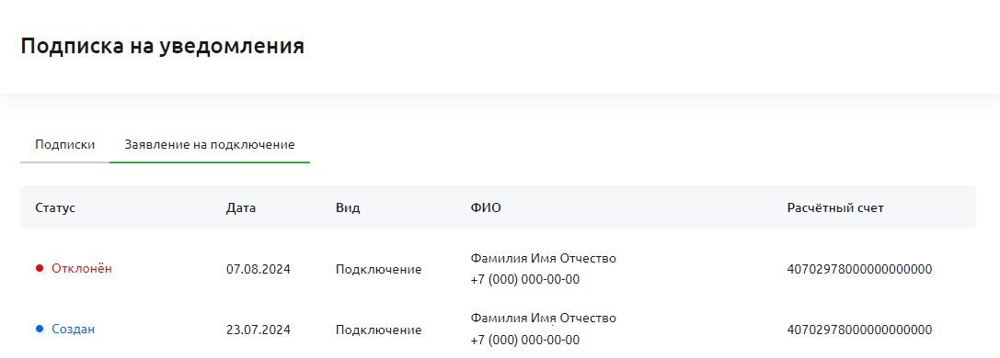 Подписка на уведомления
Подписки Заявление на подключение
Статус Дата Вид ФИО Расчётный счет
Фамилия Имя Отчество
Отклонён 07.08.2024 Подключение 40702978000000000000
+7 (000) 000-00-00
Фамилия Имя Отчество
Создан 23.07.2024 Подключение 40702978000000000000
+7 (000) 000-00-00